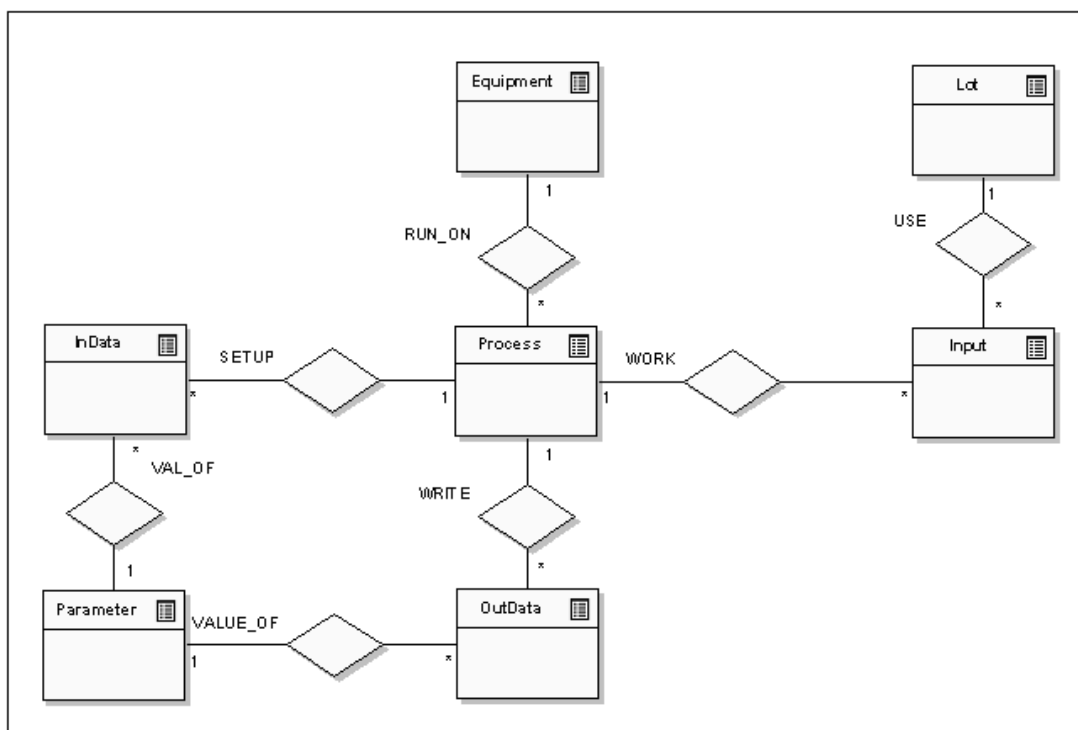 Equipment
Lot
1
1
RUN_ON
USE
*
*
InData
SETUP
Process
WORK
Input
*
1
1
*
*
VAL_OF
1
WRITE
1
*
Parameter
VALUE_OF
OutData
1
*